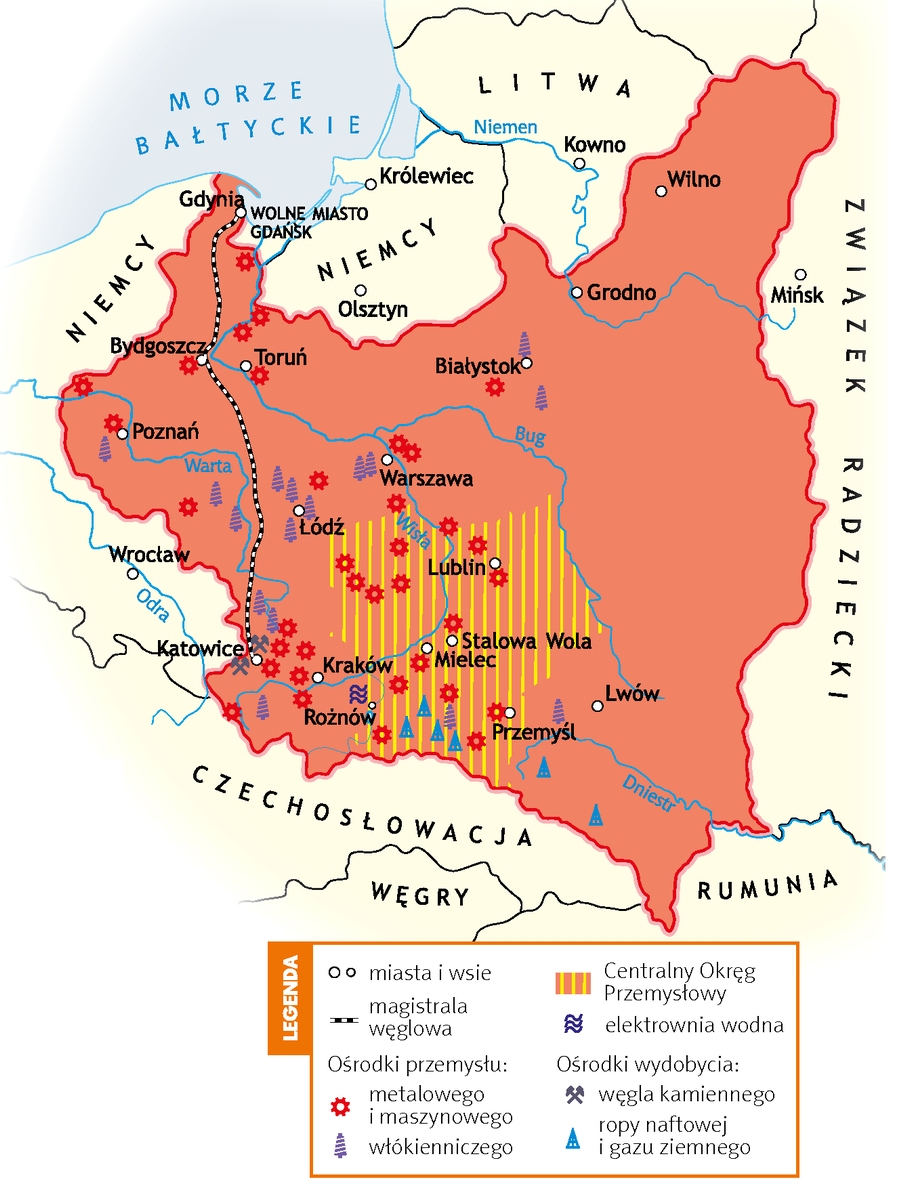 MORZE
BAŁTYCKIE
LITWA
Niemen
Kowno
Wilno
Królewiec
Gdynia
WOLNE MIASTO
GDAŃSK
NIEMCY
NIEMCY
Olsztyn
Grodno
Mińsk
ZWIĄZEK RADZIECKI
Bydgoszcz
Toruń
Białystok
Poznań
Warta
Bug
Warszawa
Łódź
Wisła
Wrocław
Odra
Lublin
Katowice
Stalowa Wola
Mielec
Kraków
Rożnów
Lwów
Przemyśl
Dniestr
CZECHOSŁOWACJA
WĘGRY
RUMUNIA
LEGENDA
miasta i wsie
magistrala
węglowa
Ośrodki przemysłu:
metalowego
i maszynowego
włókienniczego
Centralny Okręg
Przemysłowy
elektrownia wodna
Ośrodki wydobycia:
węgla kamiennego
ropy naftowej
i gazu ziemnego